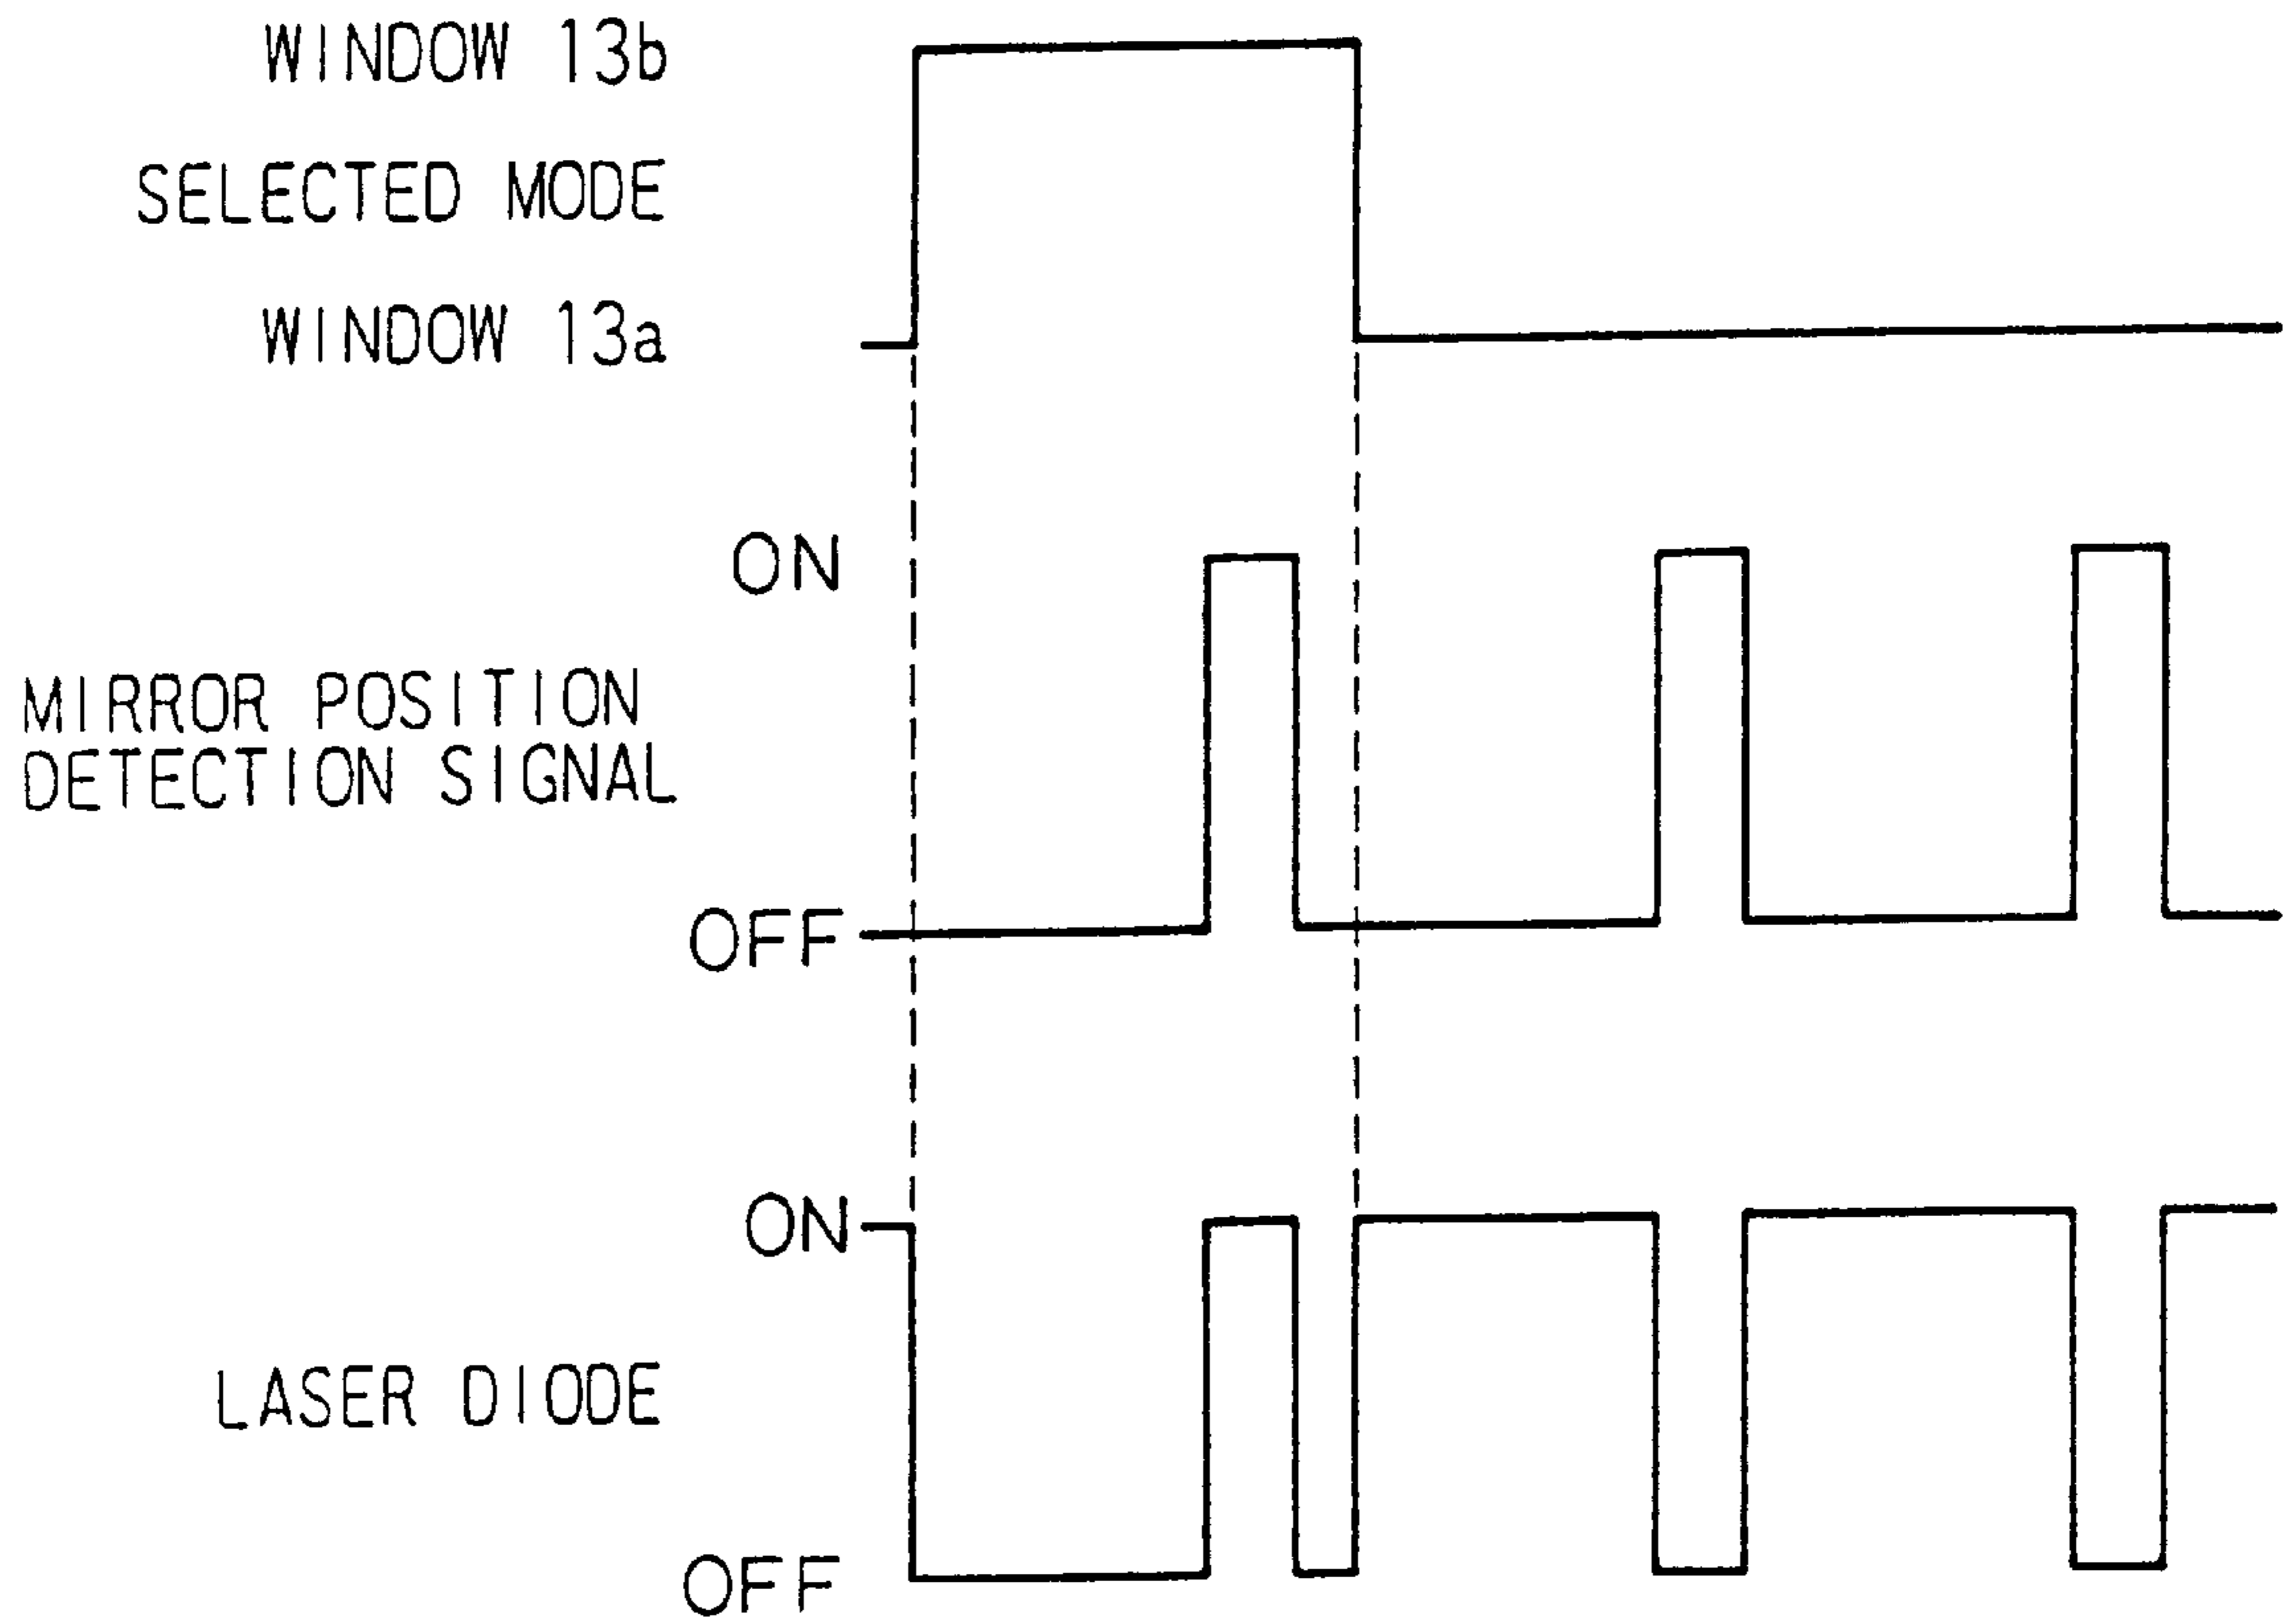 WINDOW 13b
SELECTED MODE
WINDOW 13a
ON
MIRROR POSITION
DETECTION SIGNAL
OFF
ON
LASER DIODE
OFF